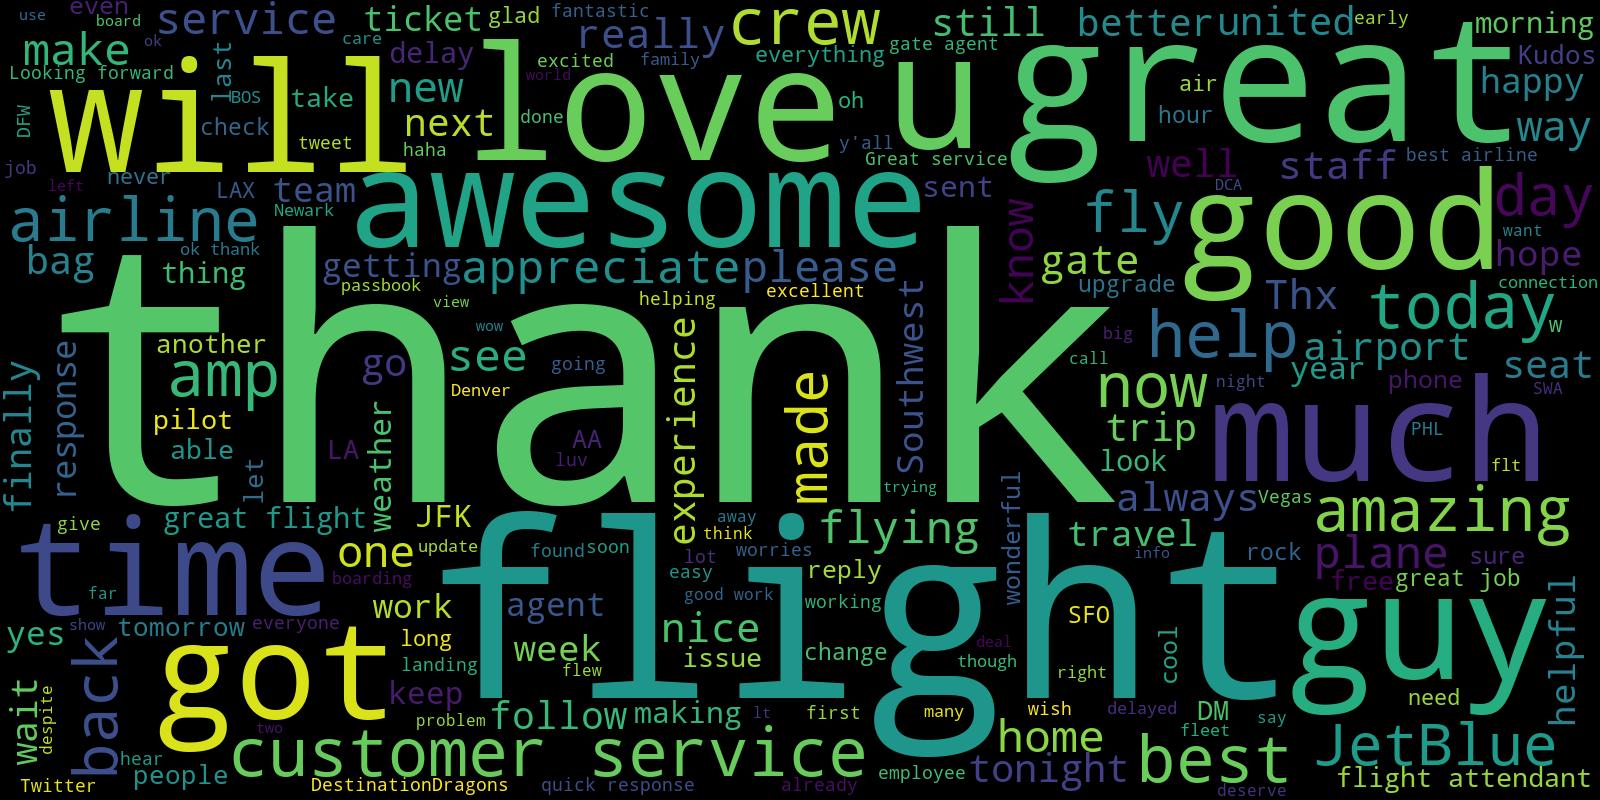 use
board
even
service
ticket
glad
fantastic
really
crew
still
better
united
early
morning
make
ok
last
care
delay
love
excited
family
everything
gate agent
u
great
Kudos
Looking forward
will
BOS
take
new
world
oh
air
happy
DFW
check
tweet
next
done
y'all
hour
way
haha
Great service
job
left
never
LAX
team
awesome
sent
well
DCA
staff
best airline
airline
Newark
know
fly
good
day
want
hope
bag
ok thank
thing
getting
appreciate
please
gate
upgrade
Thx
connection
passbook
view
helping
excellent
Southwest
today
w
thank
wow
another
amp
go
see
going
experience
made
call
big
help
airport
year
seat
finally
response
pilot
able
let
LA
weather
Denver
AA
luv
trying
now
night
phone
SWA
trip
look
much
PHL
flt
give
great flight
JFK
one
update
found
soon
away
think
flying
wonderful
always
Vegas
amazing
travel
info
rock
plane
sure
time
far
boarding
lot
worries
easy
reply
free
great job
show
tomorrow
everyone
work
flight
agent
good work
working
SFO
guy
helpful
yes
back
got
long
landing
week
flew
nice
issue
change
deal
though
right
cool
wait
despite
two
keep
problem
follow
making
lt
first
many
wish
delayed
DM
fleet
say
need
hear
people
customer service
home
best
JetBlue
Twitter
DestinationDragons
quick response
already
employee
tonight
deserve
flight attendant